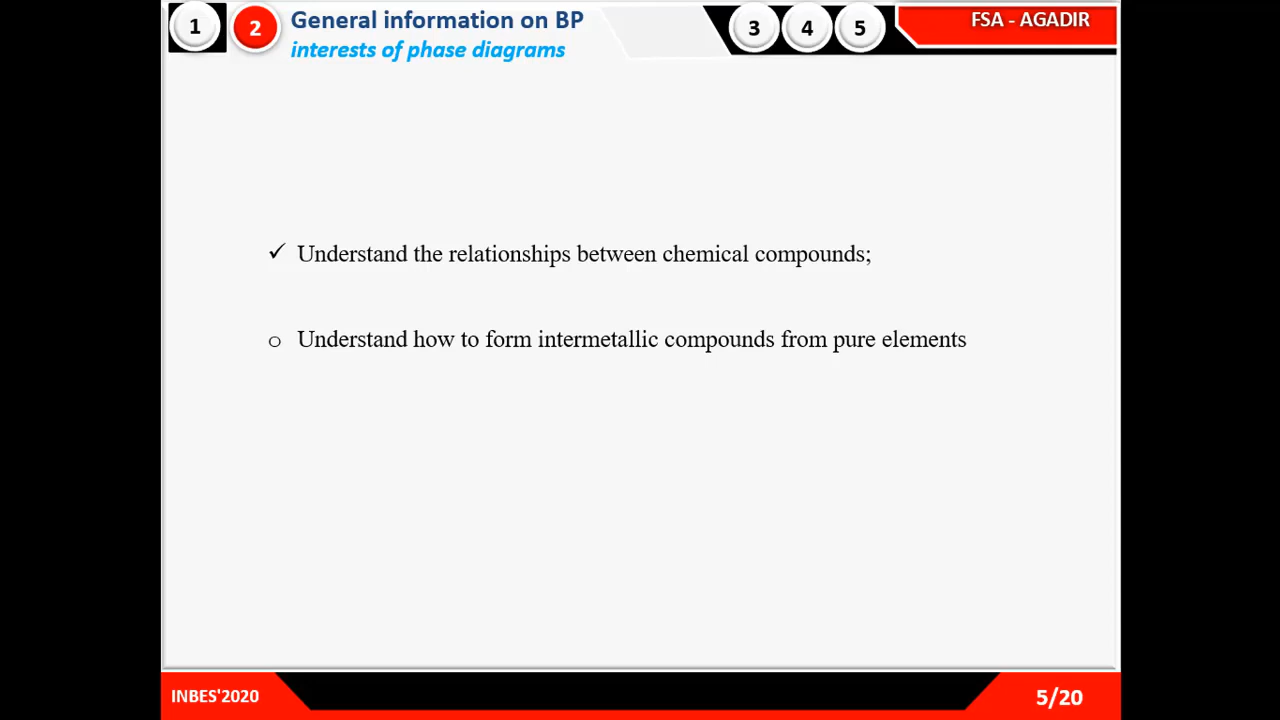 1
2
General information on BP
interests of phase diagrams
3
4
5
FSA - AGADIR
✓ Understand the relationships between chemical compounds;
o Understand how to form intermetallic compounds from pure elements
INBES'2020
5/20